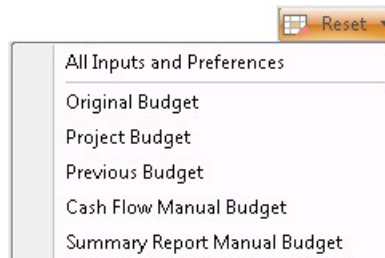 Reset
All Inputs and Preferences
Original Budget
Project Budget
Previous Budget
Cash Flow Manual Budget
Summary Report Manual Budget